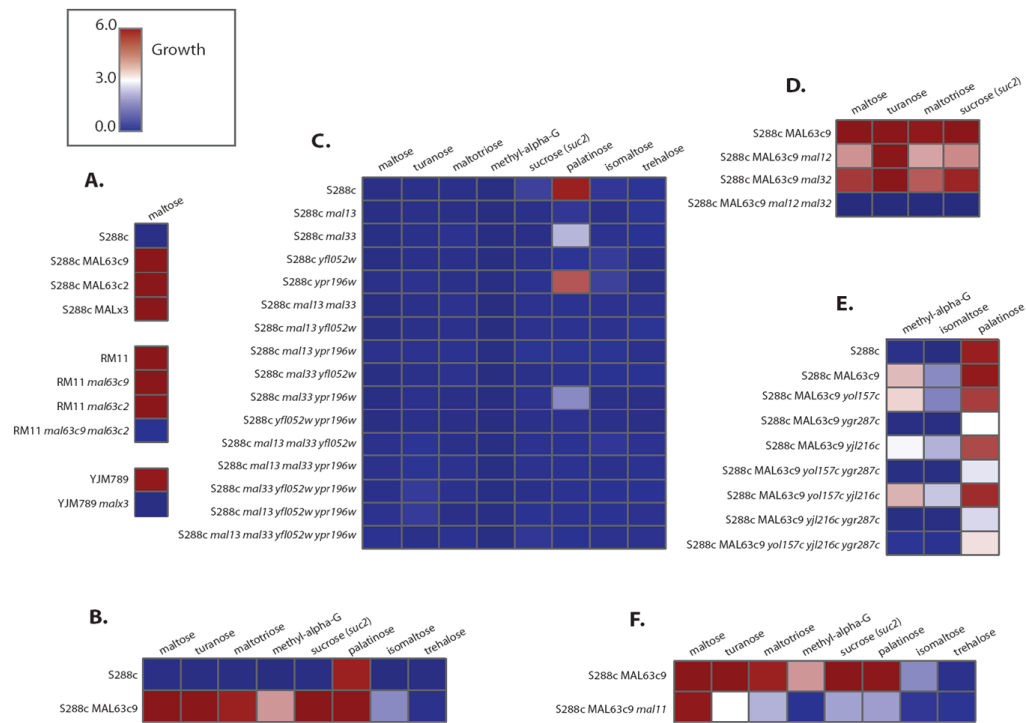 6.0
Growth
3.0
0.0
A.
maltose
S288c
S288c MAL63c9
S288c MAL63c2
S288c MALx3
RM11
RM11 mal63c9
RM11 mal63c2
RM11 mal63c9 mal63c2
YJM789
YJM789 malx3
C.
maltose
turanose
maltotriose
methyl-alpha-G
sucrose (suc2)
palatinose
isomaltose
trehalose
S288c
S288c mal13
S288c mal33
S288c yfl052w
S288c ypr196w
S288c mal13 mal33
S288c mal13 yfl052w
S288c mal13 ypr196w
S288c mal33 yfl052w
S288c mal33 ypr196w
S288c yfl052w ypr196w
S288c mal13 mal33 yfl052w
S288c mal13 mal33 ypr196w
S288c mal33 yfl052w ypr196w
S288c mal13 yfl052w ypr196w
S288c mal13 mal33 yfl052w ypr196w
D.
maltose
turanose
maltotriose
sucrose (suc2)
S288c MAL63c9
S288c MAL63c9 mal12
S288c MAL63c9 mal32
S288c MAL63c9 mal12 mal32
E.
methyl-alpha-G
isomaltose
palatinose
S288c
S288c MAL63c9
S288c MAL63c9 yol157c
S288c MAL63c9 ygr287c
S288c MAL63c9 yjl216c
S288c MAL63c9 yol157c ygr287c
S288c MAL63c9 yol157c yjl216c
S288c MAL63c9 yjl216c ygr287c
S288c MAL63c9 yol157c yjl216c ygr287c
B.
maltose
turanose
maltotriose
methyl-alpha-G
sucrose (suc2)
palatinose
isomaltose
trehalose
S288c
S288c MAL63c9
F.
maltose
turanose
maltotriose
methyl-alpha-G
sucrose (suc2)
palatinose
isomaltose
trehalose
S288c MAL63c9
S288c MAL63c9 mal11